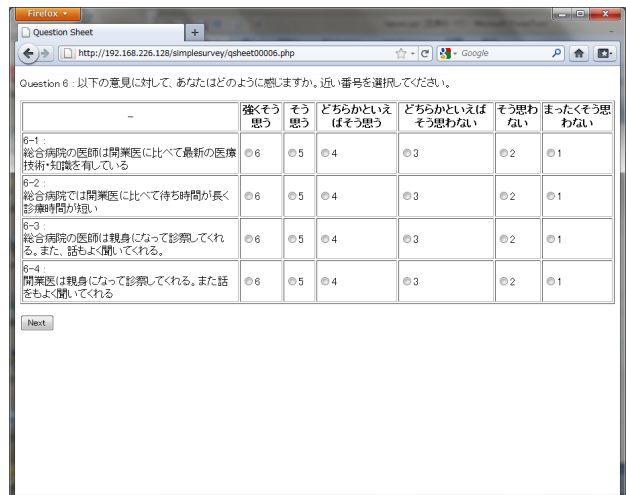 Firefox
Question Sheet
+
http://192.168.226.128/simplesurvey/qsheet00006.php
Google
Question 6 : 以下の意見に対して、あなたはどのように感じますか。近い番号を選択してください。
–
強くそう
思う
そう
思う
どちらかといえ
ばそう思う
どちらかといえば
そう思わない
そう思わ
ない
まったくそう思
わない
6-1 :
総合病院の医師は開業医に比べて最新の医療
技術・知識を有している
6 5 4 3 2 1
6-2 :
総合病院では開業医に比べて待ち時間が長く
診療時間が短い
6 5 4 3 2 1
6-3 :
総合病院の医師は親身になって診察してくれ
る。また、話もよく聞いてくれる。
6 5 4 3 2 1
6-4 :
開業医は親身になって診察してくれる。また話
をもよく聞いてくれる
6 5 4 3 2 1
Next